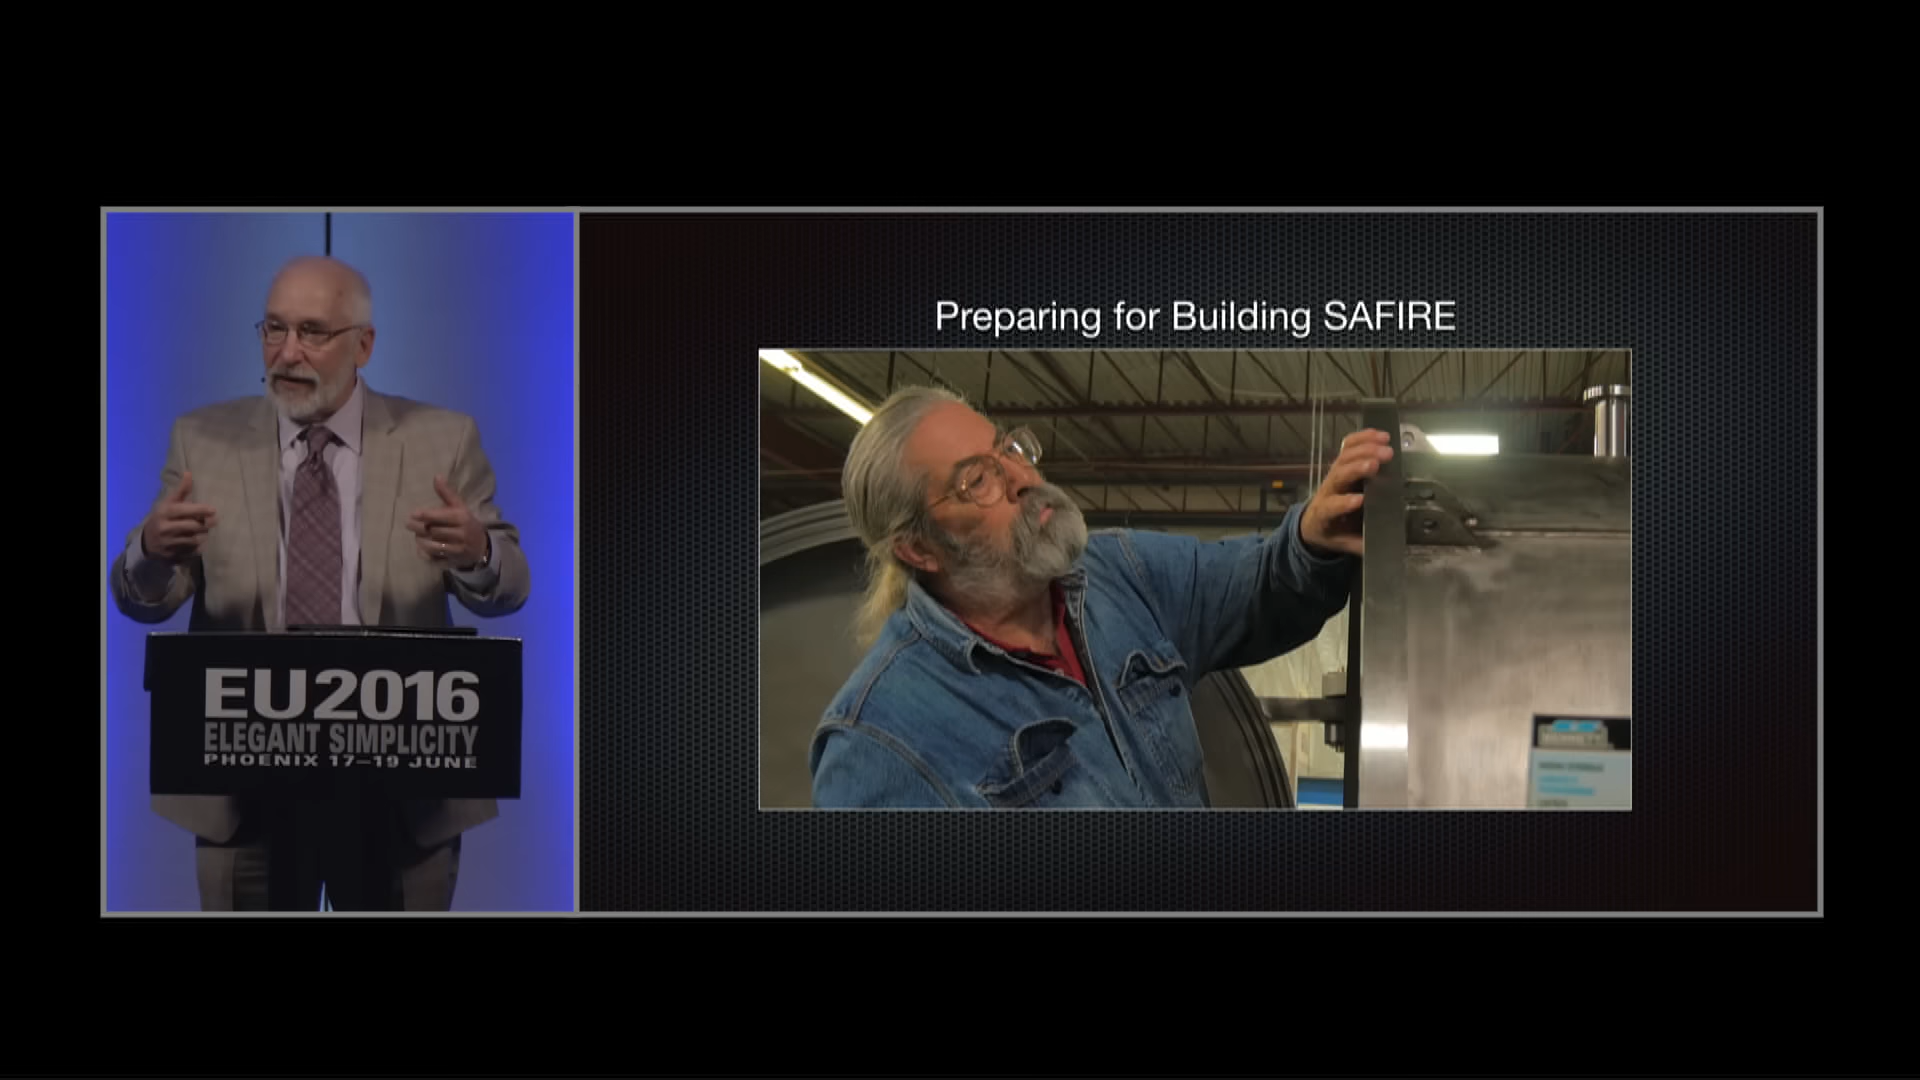 Preparing for Building SAFIRE
EU2016
ELEGANT SIMPLICITY
PHOENIX 17–19 JUNE